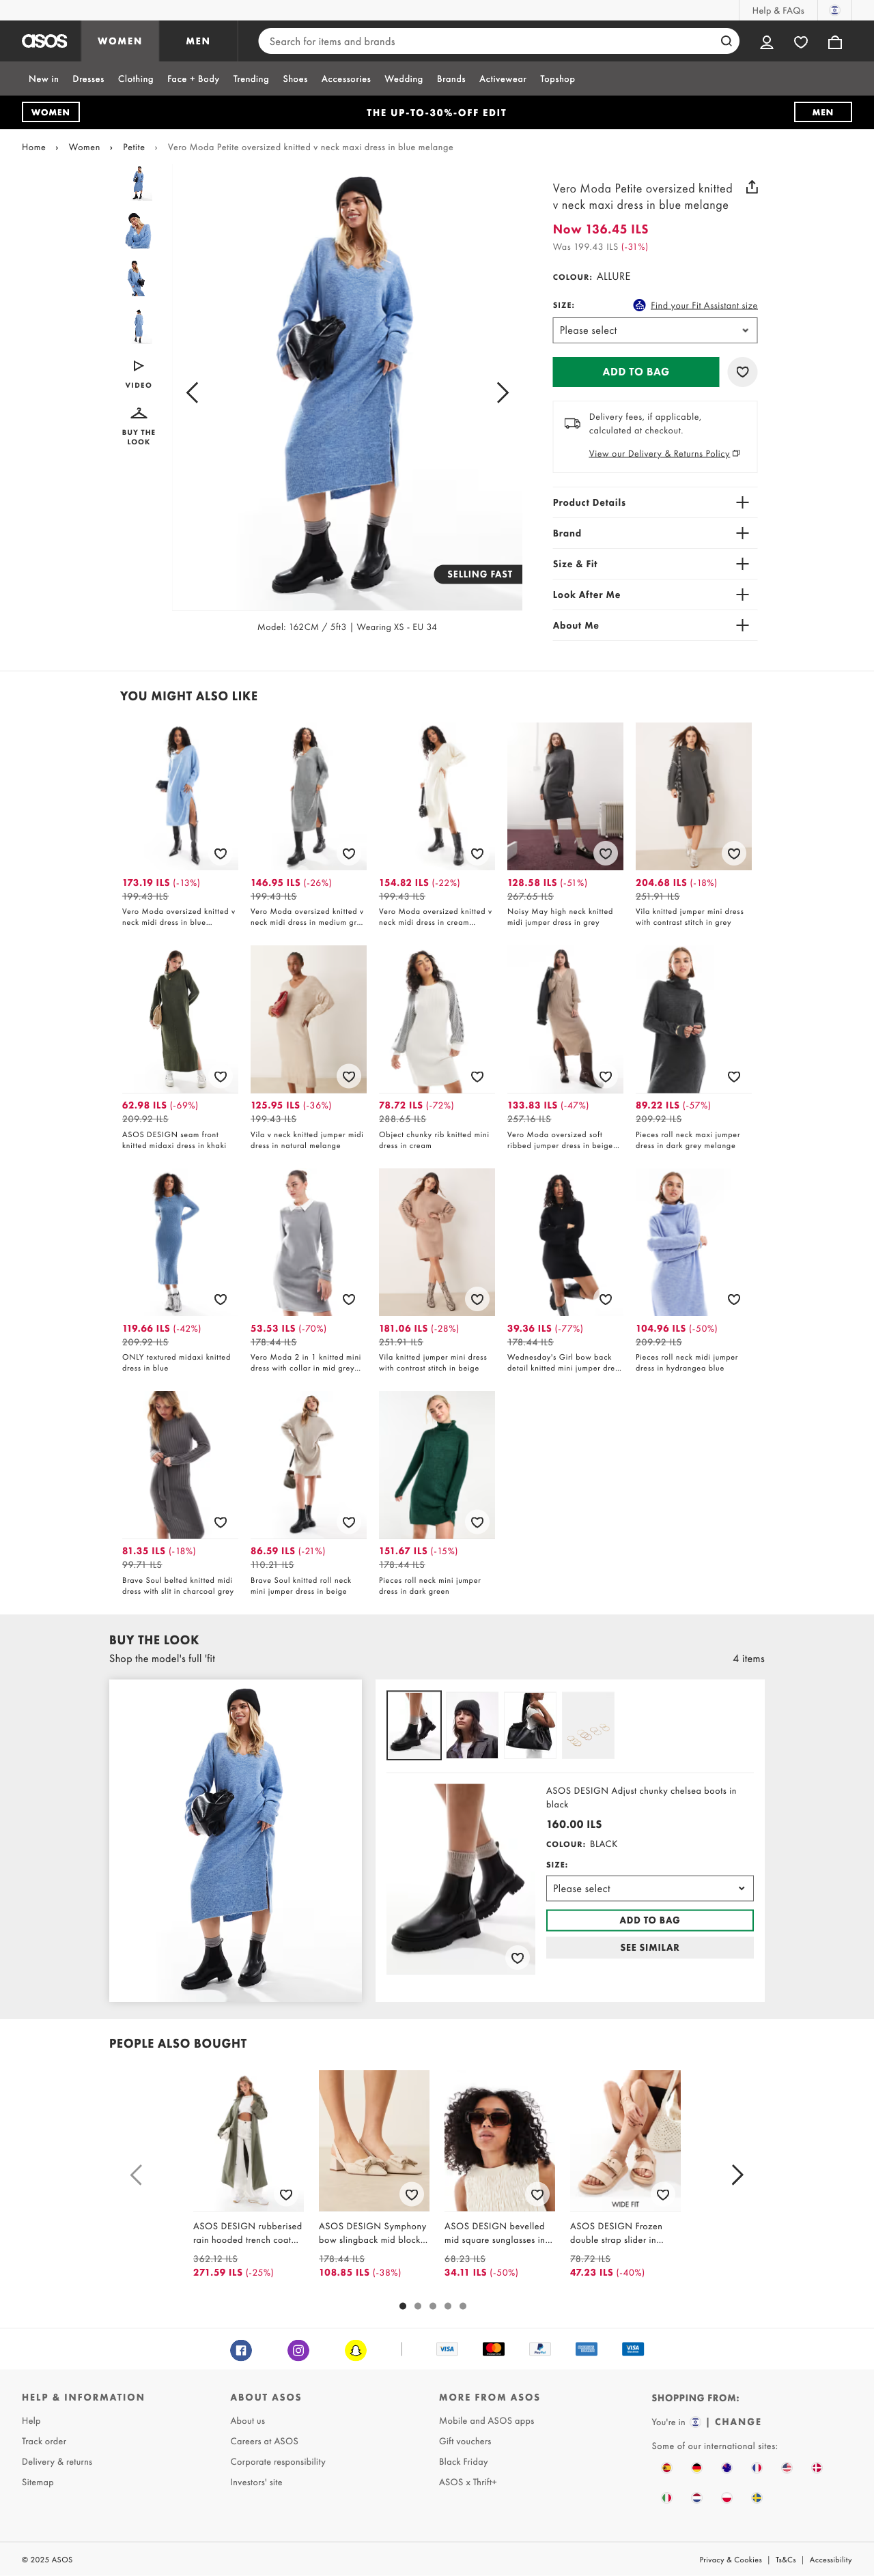 Help & FAQs
asos
WOMEN
MEN
Search for items and brands
New in
Dresses
Clothing
Face + Body
Trending
Shoes
Accessories
Wedding
Brands
Activewear
Topshop
WOMEN
THE UP-TO-30%-OFF EDIT
MEN
Home › Women › Petite › Vero Moda Petite oversized knitted v neck maxi dress in blue melange
VIDEO
BUY THE
LOOK
SELLING FAST
Model: 162CM / 5ft3 | Wearing XS - EU 34
Vero Moda Petite oversized knitted
v neck maxi dress in blue melange
Now 136.45 ILS
Was 199.43 ILS (-31%)
COLOUR: ALLURE
SIZE:
Find your Fit Assistant size
Please select
ADD TO BAG
Delivery fees, if applicable,
calculated at checkout.
View our Delivery & Returns Policy
Product Details
Brand
Size & Fit
Look After Me
About Me
YOU MIGHT ALSO LIKE
173.19 ILS (-13%)
199.43 ILS
Vero Moda oversized knitted v
neck midi dress in blue...
146.95 ILS (-26%)
199.43 ILS
Vero Moda oversized knitted v
neck midi dress in medium gr...
154.82 ILS (-22%)
199.43 ILS
Vero Moda oversized knitted v
neck midi dress in cream...
128.58 ILS (-51%)
267.65 ILS
Noisy May high neck knitted
midi jumper dress in grey
204.68 ILS (-18%)
251.91 ILS
Vila knitted jumper mini dress
with contrast stitch in grey
62.98 ILS (-69%)
209.92 ILS
ASOS DESIGN seam front
knitted midaxi dress in khaki
125.95 ILS (-36%)
199.43 ILS
Vila v neck knitted jumper midi
dress in natural melange
78.72 ILS (-72%)
288.65 ILS
Object chunky rib knitted mini
dress in cream
133.83 ILS (-47%)
257.16 ILS
Vero Moda oversized soft
ribbed jumper dress in beige...
89.22 ILS (-57%)
209.92 ILS
Pieces roll neck maxi jumper
dress in dark grey melange
119.66 ILS (-42%)
209.92 ILS
ONLY textured midaxi knitted
dress in blue
53.53 ILS (-70%)
178.44 ILS
Vero Moda 2 in 1 knitted mini
dress with collar in mid grey...
181.06 ILS (-28%)
251.91 ILS
Vila knitted jumper mini dress
with contrast stitch in beige
39.36 ILS (-77%)
178.44 ILS
Wednesday's Girl bow back
detail knitted mini jumper dre...
104.96 ILS (-50%)
209.92 ILS
Pieces roll neck midi jumper
dress in hydrangea blue
81.35 ILS (-18%)
99.71 ILS
Brave Soul belted knitted midi
dress with slit in charcoal grey
86.59 ILS (-21%)
110.21 ILS
Brave Soul knitted roll neck
mini jumper dress in beige
151.67 ILS (-15%)
178.44 ILS
Pieces roll neck mini jumper
dress in dark green
BUY THE LOOK
Shop the model's full 'fit
4 items
ASOS DESIGN Adjust chunky chelsea boots in
black
160.00 ILS
COLOUR: BLACK
SIZE:
Please select
ADD TO BAG
SEE SIMILAR
PEOPLE ALSO BOUGHT
WIDE FIT
ASOS DESIGN rubberised
rain hooded trench coat...
362.12 ILS
271.59 ILS (-25%)
ASOS DESIGN Symphony
bow slingback mid block...
178.44 ILS
108.85 ILS (-38%)
ASOS DESIGN bevelled
mid square sunglasses in...
68.23 ILS
34.11 ILS (-50%)
ASOS DESIGN Frozen
double strap slider in...
78.72 ILS
47.23 ILS (-40%)
VISA
PayPal
VISA
HELP & INFORMATION
Help
Track order
Delivery & returns
Sitemap
ABOUT ASOS
About us
Careers at ASOS
Corporate responsibility
Investors' site
MORE FROM ASOS
Mobile and ASOS apps
Gift vouchers
Black Friday
ASOS x Thrift+
SHOPPING FROM:
You're in | CHANGE
Some of our international sites:
© 2025 ASOS
Privacy & Cookies | Ts&Cs | Accessibility